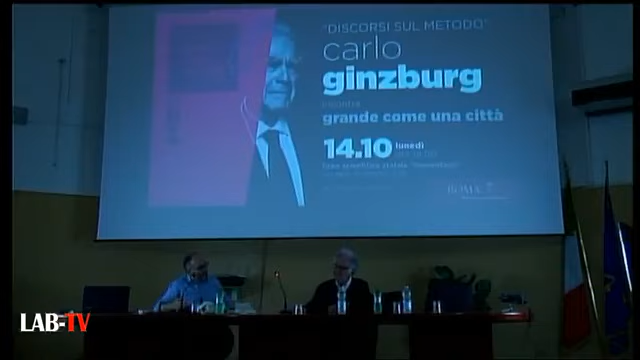 "DISCORSI SUL METODO"
carlo
ginzburg
incontra
grande come una città
14.10 lunedì
ROMA
LAB-TV